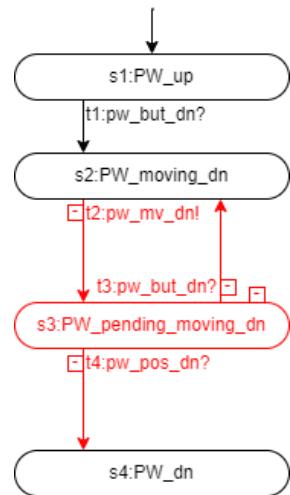 s1:PW_up
t1:pw_but_dn?
s2:PW_moving_dn
- t2:pw_mv_dn!
t3:pw_but_dn? -
-
s3:PW_pending_moving_dn
- t4:pw_pos_dn?
s4:PW_dn